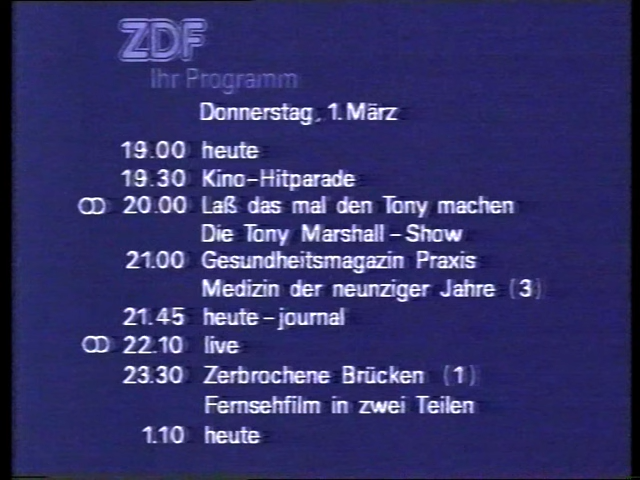 ZDF
Ihr Programm
Donnerstag, 1. März
19.00 heute
19.30 Kino-Hitparade
20.00 Laß das mal den Tony machen
Die Tony Marshall-Show
21.00 Gesundheitsmagazin Praxis
Medizin der neunziger Jahre (3)
21.45 heute-journal
22.10 live
23.30 Zerbrochene Brücken (1)
Fernsehfilm in zwei Teilen
1.10 heute